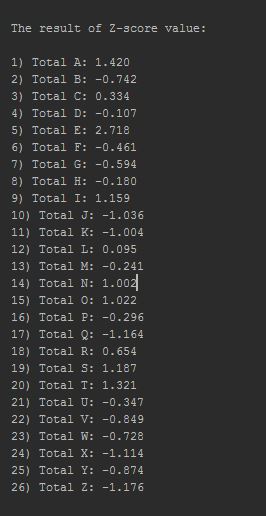 The result of Z-score value:
1) Total A: 1.420
2) Total B: -0.742
3) Total C: 0.334
4) Total D: -0.107
5) Total E: 2.718
6) Total F: -0.461
7) Total G: -0.594
8) Total H: -0.180
9) Total I: 1.159
10) Total J: -1.036
11) Total K: -1.004
12) Total L: 0.095
13) Total M: -0.241
14) Total N: 1.002
15) Total O: 1.022
16) Total P: -0.296
17) Total Q: -1.164
18) Total R: 0.654
19) Total S: 1.187
20) Total T: 1.321
21) Total U: -0.347
22) Total V: -0.849
23) Total W: -0.728
24) Total X: -1.114
25) Total Y: -0.874
26) Total Z: -1.176